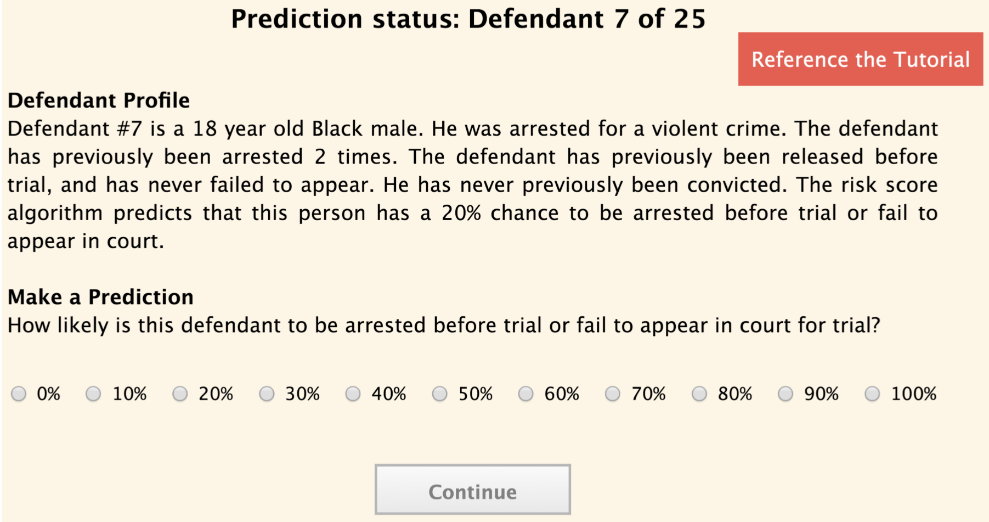 Prediction status: Defendant 7 of 25
Reference the Tutorial
Defendant Profile
Defendant #7 is a 18 year old Black male. He was arrested for a violent crime. The defendant
has previously been arrested 2 times. The defendant has previously been released before
trial, and has never failed to appear. He has never previously been convicted. The risk score
algorithm predicts that this person has a 20% chance to be arrested before trial or fail to
appear in court.
Make a Prediction
How likely is this defendant to be arrested before trial or fail to appear in court for trial?
0% 10% 20% 30% 40% 50% 60% 70% 80% 90% 100%
Continue